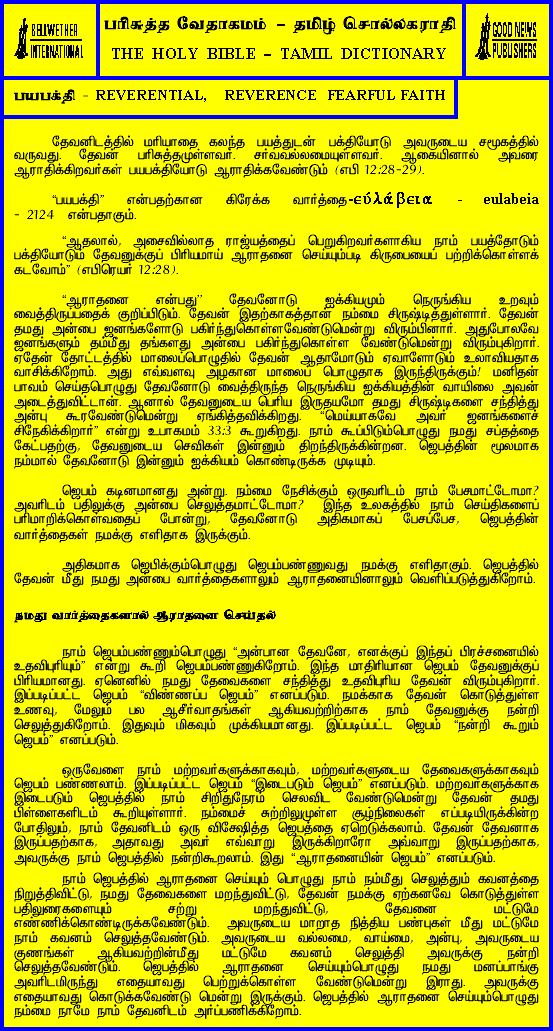 BELLWETHER
INTERNATIONAL
பரிசுத்த வேதாகமம் – தமிழ் சொல்லகராதி
THE HOLY BIBLE – TAMIL DICTIONARY
GOOD NEWS
PUBLISHERS
பயபக்தி - REVERENTIAL, REVERENCE FEARFUL FAITH
தேவனிடத்தில் மரியாதை கலந்த பயத்துடன் பக்தியோடு அவருடைய சமூகத்தில்
வருவது. தேவன் பரிசுத்தமுள்ளவர். சர்வவல்லமையுள்ளவர். ஆகையினால் அவரை
ஆராதிக்கிறவர்கள் பயபக்தியோடு ஆராதிக்கவேண்டும் (எபி 12:28-29).
“பயபக்தி” என்பதற்கான கிரேக்க வார்த்தை-εὐλάβεια - eulabeia
- 2124 என்பதாகும்.
“ஆதலால், அசைவில்லாத ராஜ்யத்தைப் பெறுகிறவர்களாகிய நாம் பயத்தோடும்
பக்தியோடும் தேவனுக்குப் பிரியமாய் ஆராதனை செய்யும்படி கிருபையைப் பற்றிக்கொள்ளக்
கடவோம்” (எபிரெயர் 12:28).
“ஆராதனை என்பது” தேவனோடு ஐக்கியமும் நெருங்கிய உறவும்
வைத்திருப்பதைக் குறிப்பிடும். தேவன் இதற்காகத்தான் நம்மை சிருஷ்டித்துள்ளார். தேவன்
தமது அன்பை ஜனங்களோடு பகிர்ந்துகொள்ளவேண்டுமென்று விரும்பினார். அதுபோலவே
ஜனங்களும் தம்மீது தங்களது அன்பை பகிர்ந்துகொள்ள வேண்டுமென்று விரும்புகிறார்.
ஏதேன் தோட்டத்தில் மாலைப்பொழுதில் தேவன் ஆதாமோடும் ஏவாளோடும் உலாவியதாக
வாசிக்கிறோம். அது எவ்வளவு அழகான மாலைப் பொழுதாக இருந்திருக்கும்! மனிதன்
பாவம் செய்தபொழுது தேவனோடு வைத்திருந்த நெருங்கிய ஐக்கியத்தின் வாயிலை அவன்
அடைத்துவிட்டான். ஆனால் தேவனுடைய பெரிய இருதயமோ தமது சிருஷ்டிகளை சந்தித்து
அன்பு கூரவேண்டுமென்று ஏங்கித்தவிக்கிறது. “மெய்யாகவே அவர் ஜனங்களைச்
சிநேகிக்கிறார்” என்று உபாகமம் 33:3 கூறுகிறது. நாம் கூப்பிடும்பொழுது நமது சப்தத்தை
கேட்பதற்கு, தேவனுடைய செவிகள் இன்னும் திறந்திருக்கின்றன. ஜெபத்தின் மூலமாக
நம்மால் தேவனோடு இன்னும் ஐக்கியம் கொண்டிருக்க முடியும்.
ஜெபம் கடினமானது அன்று. நம்மை நேசிக்கும் ஒருவரிடம் நாம் பேசமாட்டோமா?
அவரிடம் பதிலுக்கு அன்பை செலுத்தமாட்டோமா? இந்த உலகத்தில் நாம் செய்திகளைப்
பரிமாறிக்கொள்வதைப் போன்று, தேவனோடு அதிகமாகப் பேசப்பேச, ஜெபத்தின்
வார்த்தைகள் நமக்கு எளிதாக இருக்கும்.
அதிகமாக ஜெபிக்கும்பொழுது ஜெபம்பண்ணுவது நமக்கு எளிதாகும். ஜெபத்தில்
தேவன் மீது நமது அன்பை வார்த்தைகளாலும் ஆராதனையினாலும் வெளிப்படுத்துகிறோம்.
நமது வார்த்தைகளால் ஆராதனை செய்தல்
நாம் ஜெபம்பண்ணும்பொழுது “அன்பான தேவனே, எனக்குப் இந்தப் பிரச்சனையில்
உதவிபுரியும்” என்று கூறி ஜெபம்பண்ணுகிறோம். இந்த மாதிரியான ஜெபம் தேவனுக்குப்
பிரியமானது. ஏனெனில் நமது தேவைகளை சந்தித்து உதவிபுரிய தேவன் விரும்புகிறார்.
இப்படிப்பட்ட ஜெபம் “விண்ணப்ப ஜெபம்” எனப்படும். நமக்காக தேவன் கொடுத்துள்ள
உணவு, மேலும் பல ஆசீர்வாதங்கள் ஆகியவற்றிற்காக நாம் தேவனுக்கு நன்றி
செலுத்துகிறோம். இதுவும் மிகவும் முக்கியமானது. இப்படிப்பட்ட ஜெபம் “நன்றி கூறும்
ஜெபம்” எனப்படும்.
ஒருவேளை நாம் மற்றவர்களுக்காகவும், மற்றவர்களுடைய தேவைகளுக்காகவும்
ஜெபம் பண்ணலாம். இப்படிப்பட்ட ஜெபம் “இடைபடும் ஜெபம்” எனப்படும். மற்றவர்களுக்காக
இடைபடும் ஜெபத்தில் நாம் சிறிதுநேரம் செலவிட வேண்டுமென்று தேவன் தமது
பிள்ளைகளிடம் கூறியுள்ளார். நம்மைச் சுற்றிலுமுள்ள சூழ்நிலைகள் எப்படியிருக்கின்ற
போதிலும், நாம் தேவனிடம் ஒரு விசேஷித்த ஜெபத்தை ஏறெடுக்கலாம். தேவன் தேவனாக
இருப்பதற்காக, அதாவது அவர் எவ்வாறு இருக்கிறாரோ அவ்வாறு இருப்பதற்காக,
அவருக்கு நாம் ஜெபத்தில் நன்றிகூறலாம். இது “ஆராதனையின் ஜெபம்” எனப்படும்.
நாம் ஜெபத்தில் ஆராதனை செய்யும் பொழுது நாம் நம்மீது செலுத்தும் கவனத்தை
நிறுத்திவிட்டு, நமது தேவைகளை மறந்துவிட்டு, தேவன் நமக்கு ஏற்கனவே கொடுத்துள்ள
பதிலுரைகளையும் சற்று மறந்துவிட்டு, தேவனை மட்டுமே
எண்ணிக்கொண்டிருக்கவேண்டும். அவருடைய மாறாத நித்திய பண்புகள் மீது மட்டுமே
நாம் கவனம் செலுத்தவேண்டும். அவருடைய வல்லமை, வாய்மை, அன்பு, அவருடைய
குணங்கள் ஆகியவற்றின்மீது மட்டுமே கவனம் செலுத்தி அவருக்கு நன்றி
செலுத்தவேண்டும். ஜெபத்தில் ஆராதனை செய்யும்பொழுது நமது மனப்பாங்கு
அவரிடமிருந்து எதையாவது பெற்றுக்கொள்ள வேண்டுமென்று இராது. அவருக்கு
எதையாவது கொடுக்கவேண்டு மென்று இருக்கும். ஜெபத்தில் ஆராதனை செய்யும்பொழுது
நம்மை நாமே நாம் தேவனிடம் அர்ப்பணிக்கிறோம்.